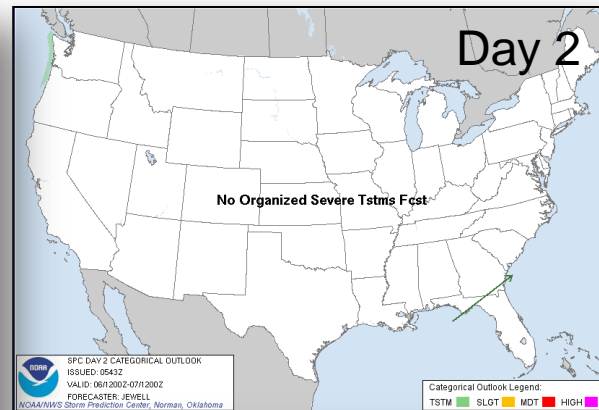 Day 2
No Organized Severe Tstms Fcst
NOAA
SPC DAY 2 CATEGORICAL OUTLOOK
ISSUED: 0543Z
VALID: 06/1200Z-07/1200Z
FORECASTER: JEWELL
NOAA/NWS Storm Prediction Center, Norman, Oklahoma
Categorical Outlook Legend:
TSTM SLGT MDT HIGH